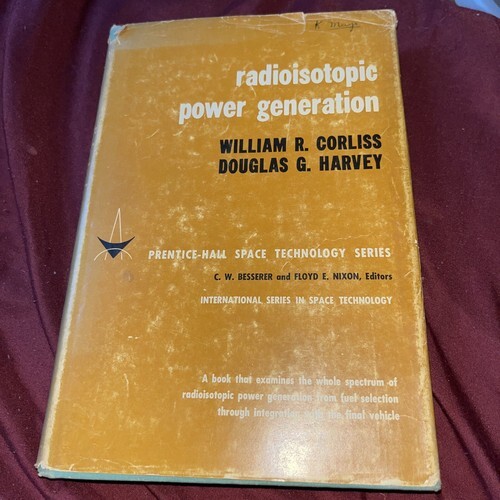 radioisotopic
power generation
WILLIAM R. CORLISS
DOUGLAS G. HARVEY
PRENTICE-HALL SPACE TECHNOLOGY SERIES
C. W. BESSERER and FLOYD E. NIXON, Editors
INTERNATIONAL SERIES IN SPACE TECHNOLOGY
A book that examines the whole spectrum of
radioisotopic power generation from fuel selection
through integration with the final vehicle